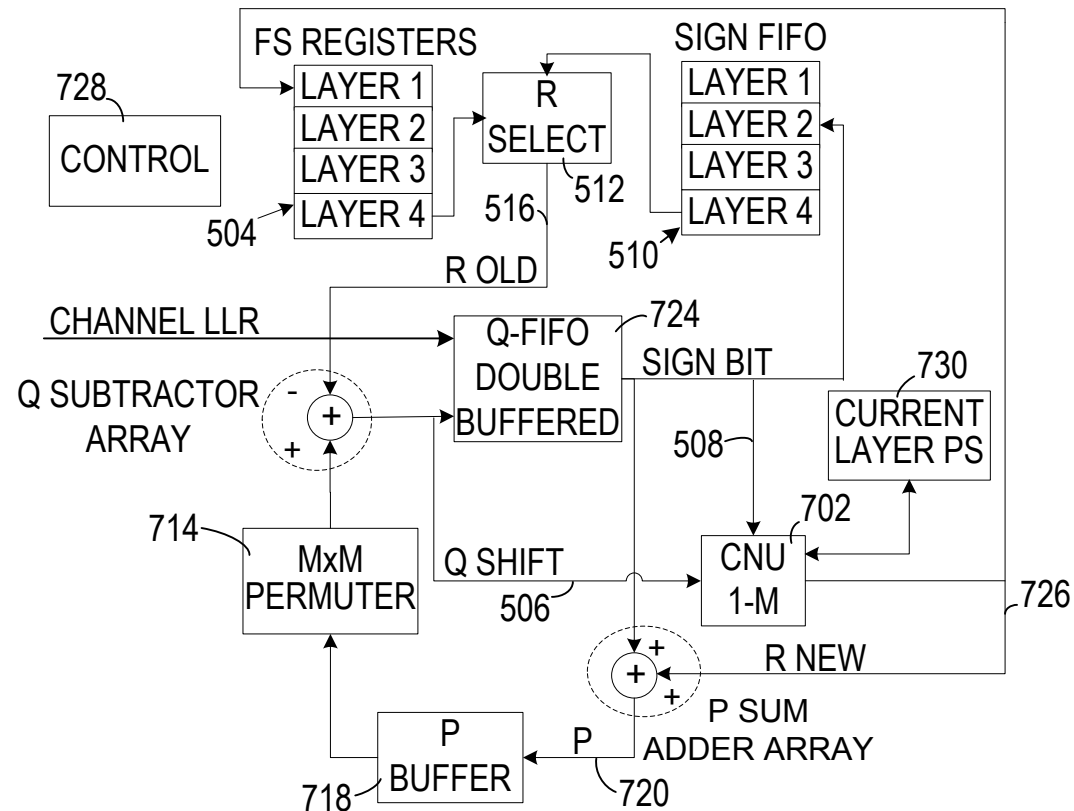 FS REGISTERS
LAYER 1
LAYER 2
LAYER 3
LAYER 4
504
728
CONTROL
R
SELECT
512
516
R OLD
SIGN FIFO
LAYER 1
LAYER 2
LAYER 3
LAYER 4
510
CHANNEL LLR
Q-FIFO
DOUBLE
BUFFERED
724
SIGN BIT
508
Q SUBTRACTOR
ARRAY
-
+
+
730
CURRENT
LAYER PS
714
MxM
PERMUTER
Q SHIFT
506
702
CNU
1-M
726
R NEW
+
+
+
P SUM
ADDER ARRAY
P
720
P
BUFFER
718